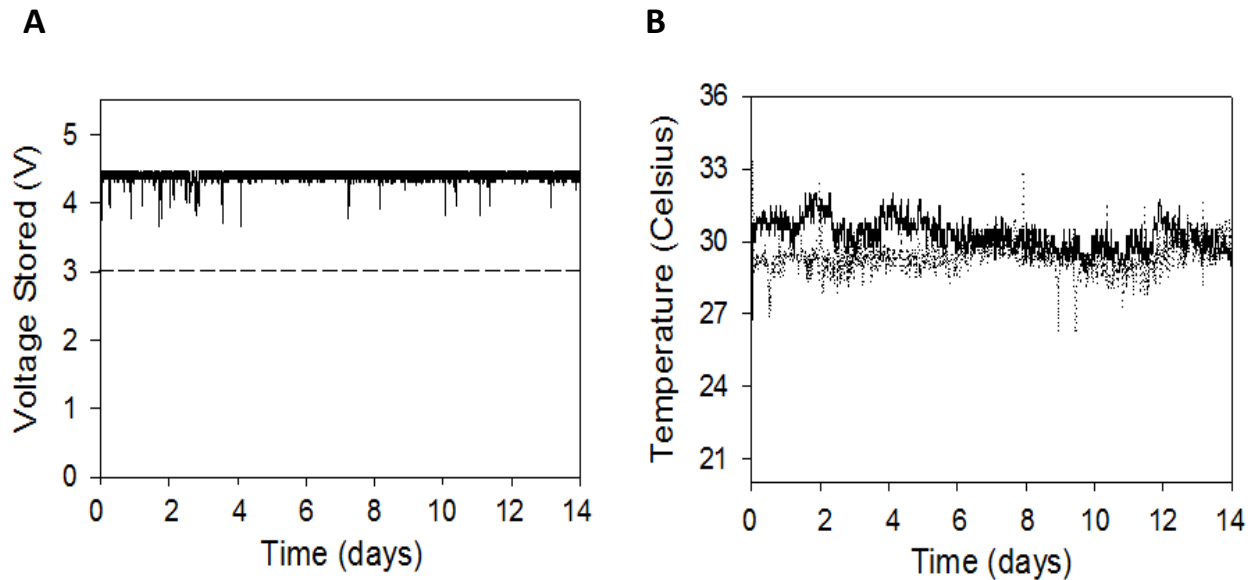 A
Voltage Stored (V)
5
4
3
2
1
0
0 2 4 6 8 10 12 14
Time (days)
B
Temperature (Celsius)
36
33
30
27
24
21
0 2 4 6 8 10 12 14
Time (days)